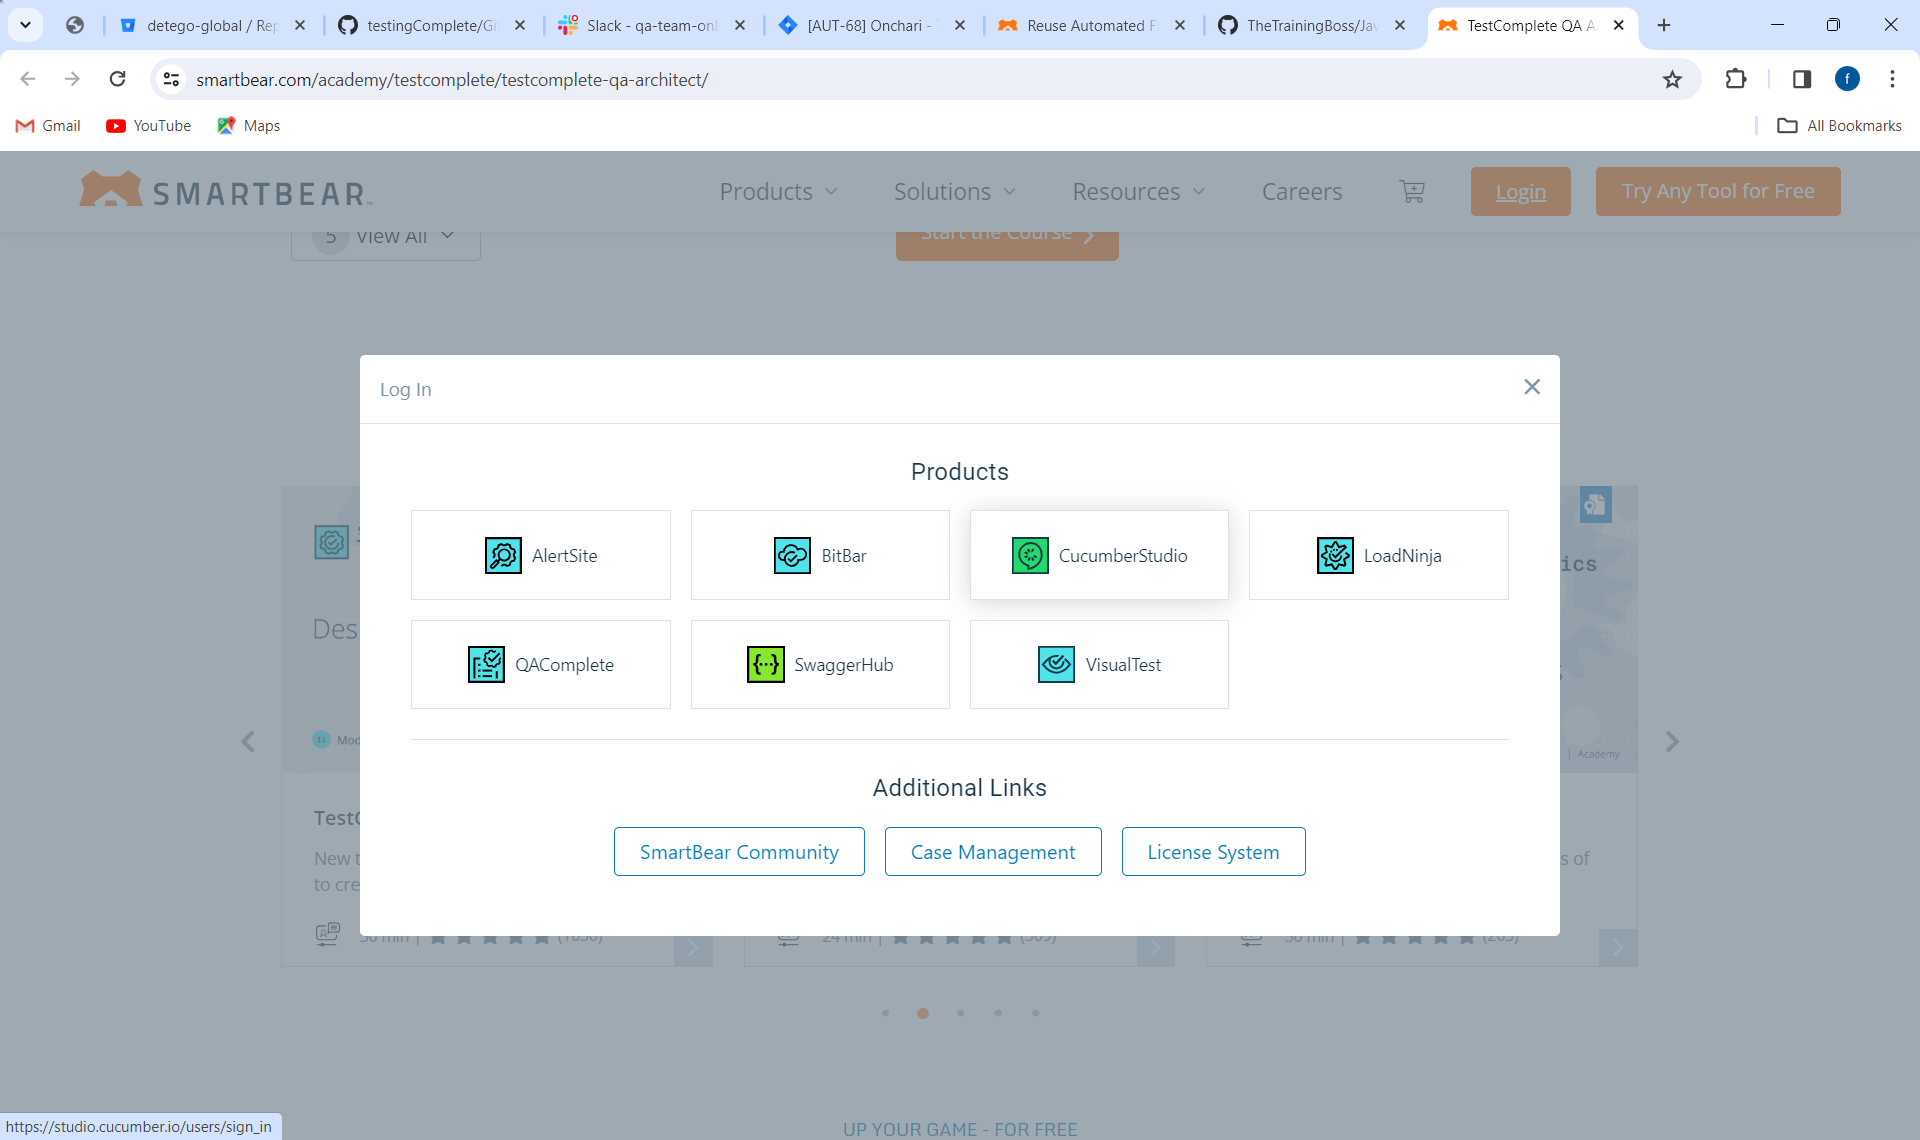 detego-global / Rep
testingComplete/Gi
Slack - qa-team-onl
[AUT-68] Onchari -
Reuse Automated F
TheTrainingBoss/Jav
TestComplete QA A
smartbear.com/academy/testcomplete/testcomplete-qa-architect/
f
Gmail
YouTube
Maps
All Bookmarks
SMARTBEAR
Products
Solutions
Resources
Careers
Login
Try Any Tool for Free
5 View All
Start the Course
Log In
Products
AlertSite
BitBar
CucumberStudio
LoadNinja
QAComplete
SwaggerHub
VisualTest
ics
Des
11 Mod
Academy
Additional Links
SmartBear Community
Case Management
License System
TestC
New t
to cre
s of
30 min |
24 min |
30 min |
UP YOUR GAME - FOR FREE
https://studio.cucumber.io/users/sign_in